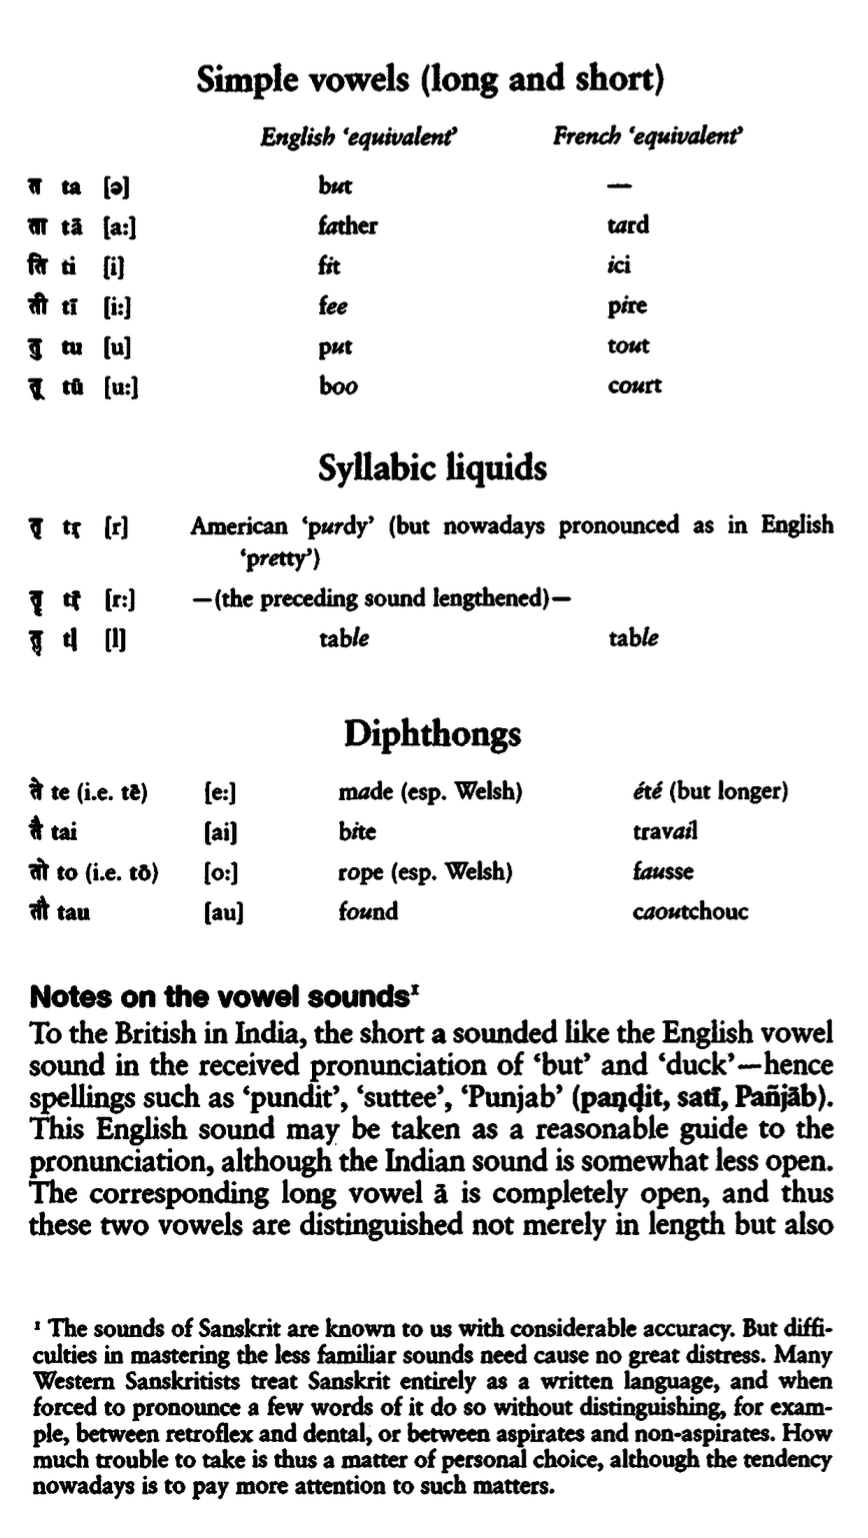 Simple vowels (long and short)
English ‘equivalent’ French ‘equivalent’
त ta [ə] but —
ता tā [a:] father tard
ति ti [i] fit ici
ती tī [i:] fee pire
तु tu [u] put tout
तू tū [u:] boo court
Syllabic liquids
तृ tṛ [r] American ‘purdy’ (but nowadays pronounced as in English
‘pretty’)
तॄ tṝ [r:] —(the preceding sound lengthened)—
तॢ tḷ [l] table table
Diphthongs
ते te (i.e. tē) [e:] made (esp. Welsh) été (but longer)
तै tai [ai] bite travail
तो to (i.e. tō) [o:] rope (esp. Welsh) fausse
तौ tau [au] found caoutchouc
Notes on the vowel sounds¹
To the British in India, the short a sounded like the English vowel
sound in the received pronunciation of ‘but’ and ‘duck’—hence
spellings such as ‘pundit’, ‘suttee’, ‘Punjab’ (paṇḍit, satī, Pañjāb).
This English sound may be taken as a reasonable guide to the
pronunciation, although the Indian sound is somewhat less open.
The corresponding long vowel ā is completely open, and thus
these two vowels are distinguished not merely in length but also
¹ The sounds of Sanskrit are known to us with considerable accuracy. But diffi-
culties in mastering the less familiar sounds need cause no great distress. Many
Western Sanskritists treat Sanskrit entirely as a written language, and when
forced to pronounce a few words of it do so without distinguishing, for exam-
ple, between retroflex and dental, or between aspirates and non-aspirates. How
much trouble to take is thus a matter of personal choice, although the tendency
nowadays is to pay more attention to such matters.